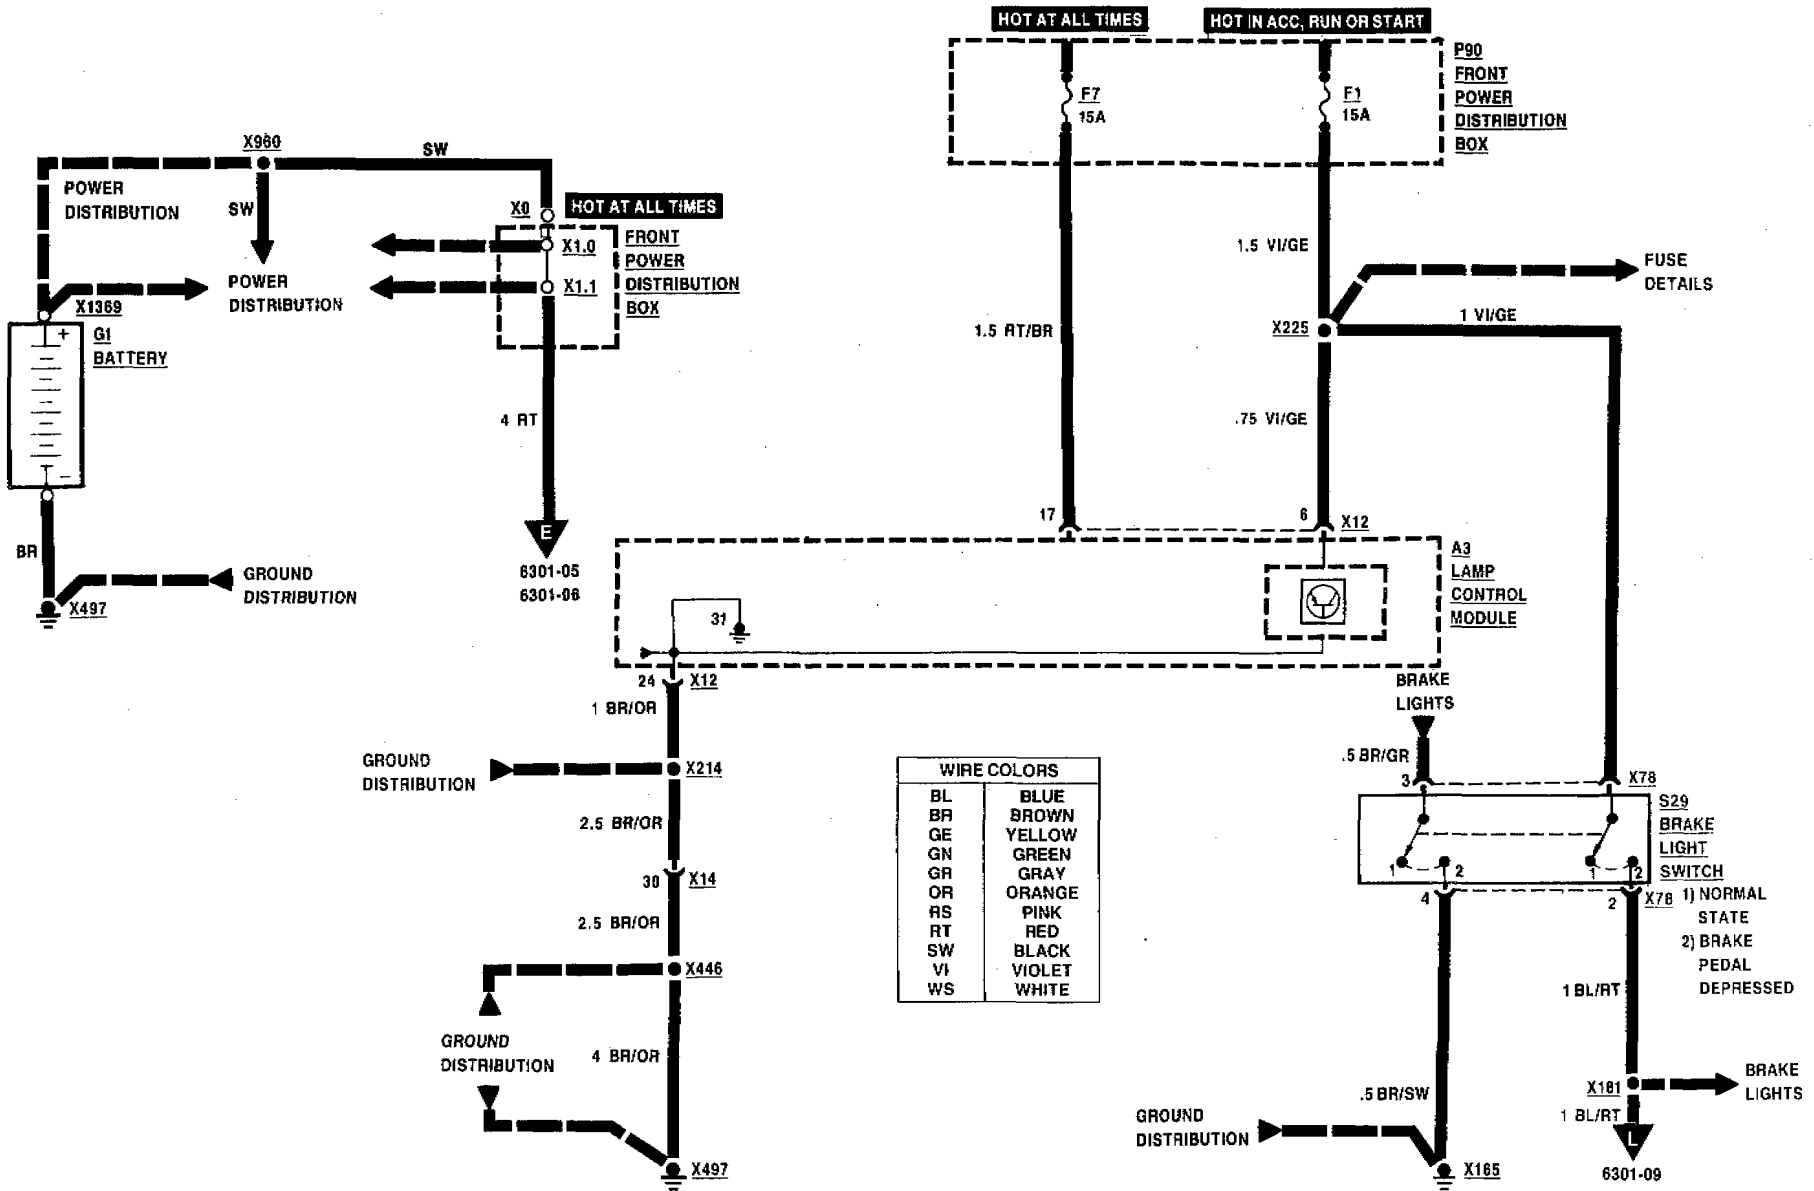 HOT AT ALL TIMES
HOT IN ACC, RUN OR START
P90
FRONT
POWER
DISTRIBUTION
BOX
F7
15A
F1
15A
X960
SW
POWER
DISTRIBUTION
SW
X0
HOT AT ALL TIMES
X1.0
FRONT
POWER
DISTRIBUTION
BOX
X1.1
POWER
DISTRIBUTION
X1369
G1
BATTERY
+
–
1.5 VI/GE
FUSE
DETAILS
1.5 RT/BR
X225
1 VI/GE
4 RT
.75 VI/GE
BR
GROUND
DISTRIBUTION
X497
E
6301-05
6301-06
17
6
X12
A3
LAMP
CONTROL
MODULE
31
24
X12
1 BR/OR
BRAKE
LIGHTS
GROUND
DISTRIBUTION
X214
.5 BR/GR
3
X78
S29
BRAKE
LIGHT
SWITCH
1
2
1
2
4
2
X78
1) NORMAL
STATE
2) BRAKE
PEDAL
DEPRESSED
2.5 BR/OR
30
X14
2.5 BR/OR
X446
WIRE COLORS
BL BLUE
BR BROWN
GE YELLOW
GN GREEN
GR GRAY
OR ORANGE
RS PINK
RT RED
SW BLACK
VI VIOLET
WS WHITE
1 BL/RT
GROUND
DISTRIBUTION
4 BR/OR
X181
BRAKE
LIGHTS
.5 BR/SW
1 BL/RT
GROUND
DISTRIBUTION
L
6301-09
X497
X165